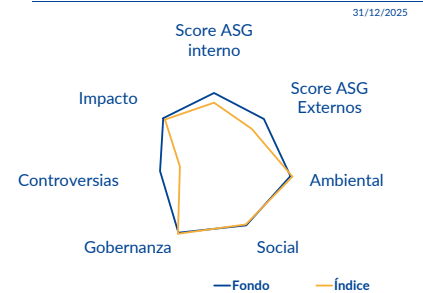 31/12/2025
Score ASG
interno
Score ASG
Externos
Impacto
Ambiental
Controversias
Gobernanza
Social
Fondo
Índice